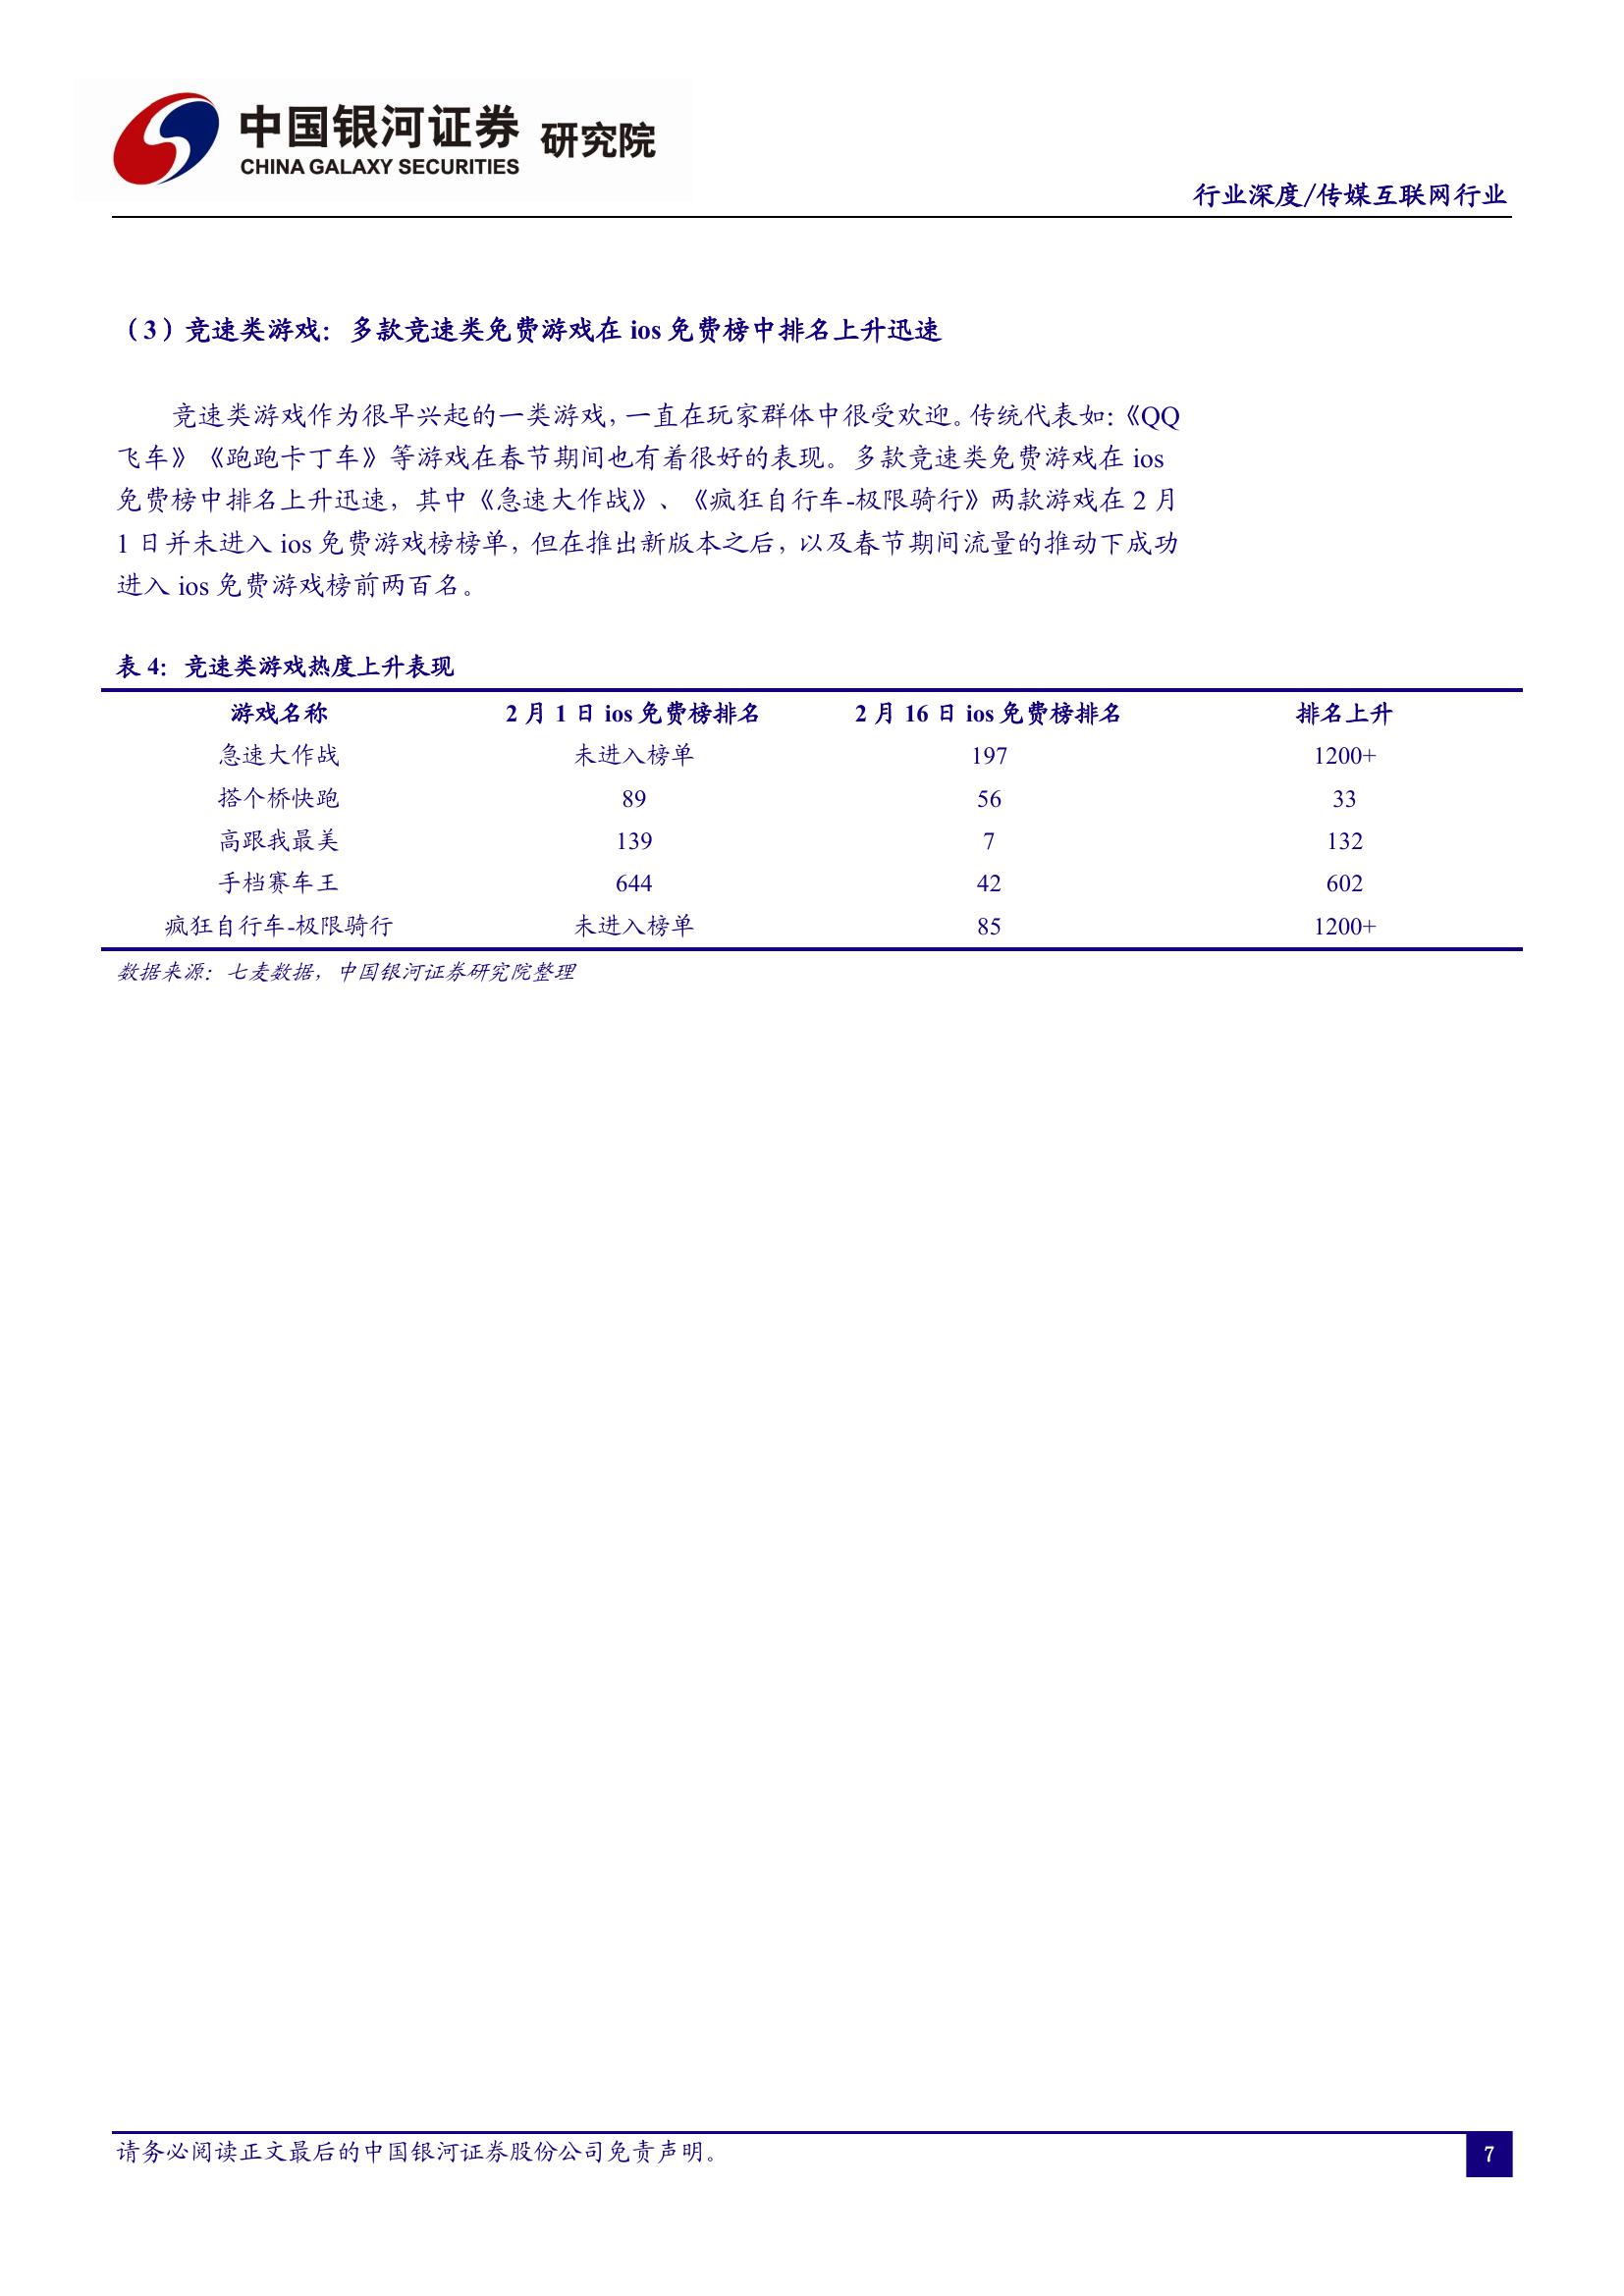 中国银河证券 研究院
CHINA GALAXY SECURITIES
行业深度/传媒互联网行业
（3）竞速类游戏：多款竞速类免费游戏在 ios 免费榜中排名上升迅速
竞速类游戏作为很早兴起的一类游戏，一直在玩家群体中很受欢迎。传统代表如：《QQ
飞车》《跑跑卡丁车》等游戏在春节期间也有着很好的表现。多款竞速类免费游戏在 ios
免费榜中排名上升迅速，其中《急速大作战》、《疯狂自行车-极限骑行》两款游戏在 2 月
1 日并未进入 ios 免费游戏榜榜单，但在推出新版本之后，以及春节期间流量的推动下成功
进入 ios 免费游戏榜前两百名。
表 4：竞速类游戏热度上升表现
游戏名称 2 月 1 日 ios 免费榜排名 2 月 16 日 ios 免费榜排名 排名上升
急速大作战 未进入榜单 197 1200+
搭个桥快跑 89 56 33
高跟我最美 139 7 132
手档赛车王 644 42 602
疯狂自行车-极限骑行 未进入榜单 85 1200+
数据来源：七麦数据，中国银河证券研究院整理
请务必阅读正文最后的中国银河证券股份公司免责声明。
7